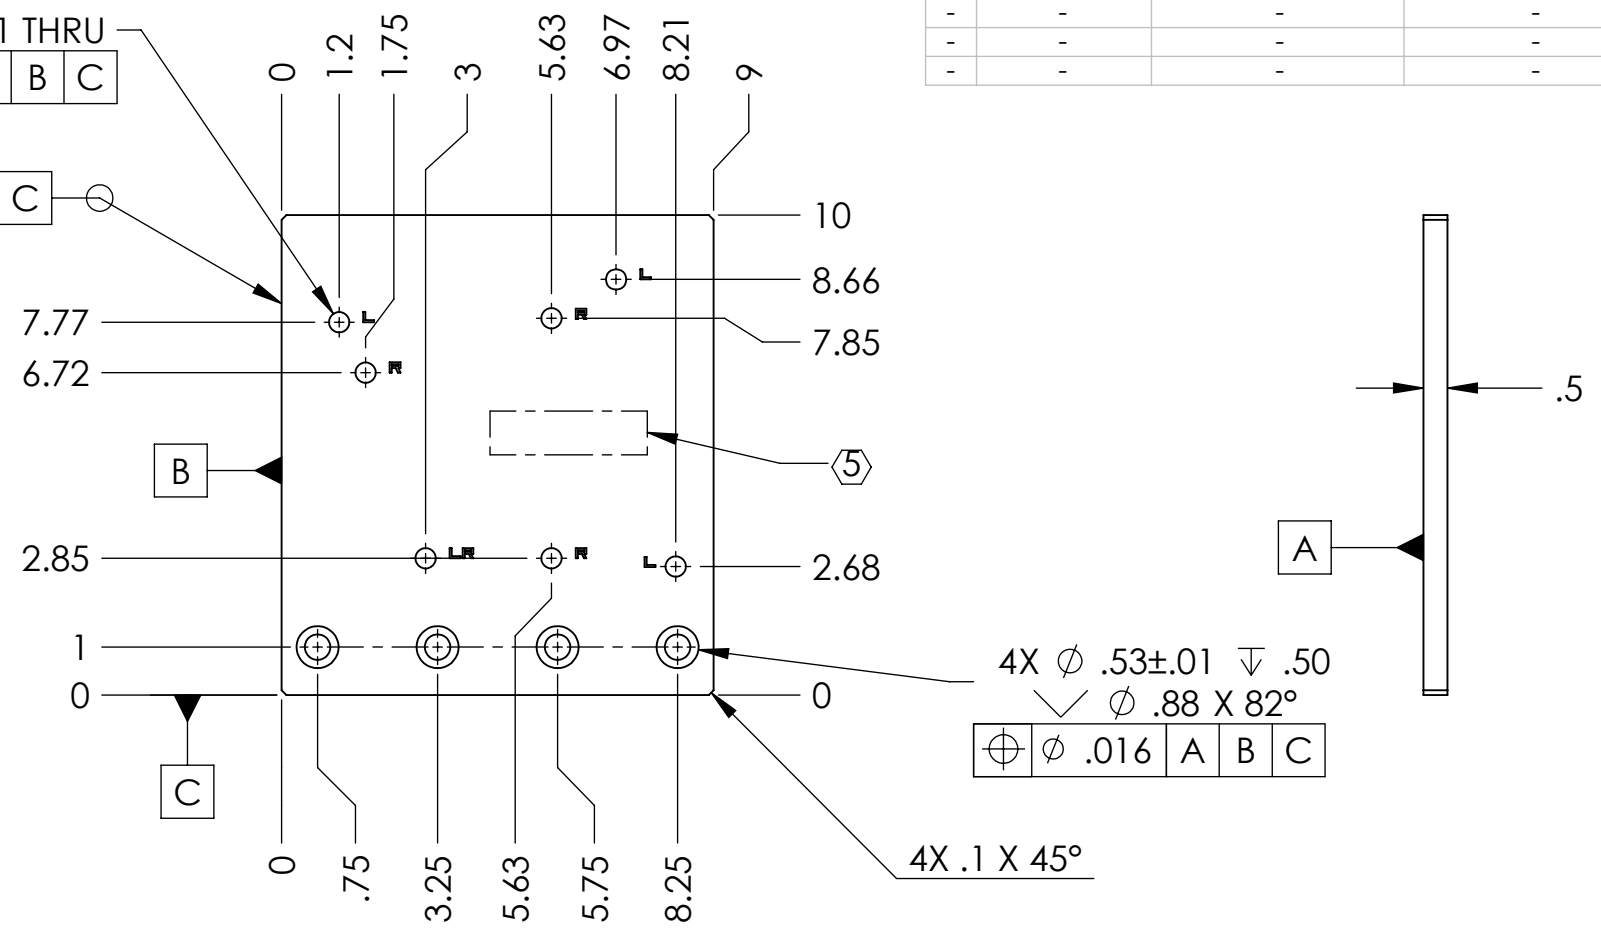 1 THRU
B C
0
1.2
1.75
3
5.63
6.97
8.21
9
- - - -
- - - -
- - - -
C
10
L
8.66
7.77
L
R
7.85
6.72
R
.5
B
5
A
2.85
LR
R
L
2.68
1
4X ⌀ .53±.01 ↧ .50
⌵ ⌀ .88 X 82°
⌖ ⌀ .016 A B C
0
0
C
4X .1 X 45°
0
.75
3.25
5.63
5.75
8.25